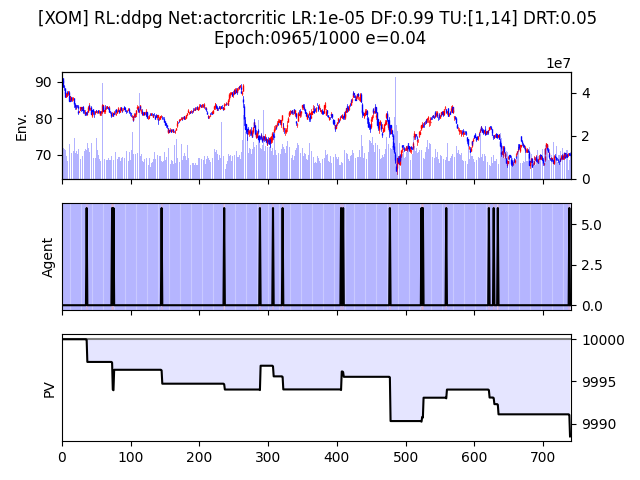 [XOM] RL:ddpg Net:actorcritic LR:1e-05 DF:0.99 TU:[1,14] DRT:0.05
Epoch:0965/1000 e=0.04
1e7
90
80
70
Env.
4
2
0
Agent
5.0
2.5
0.0
PV
10000
9995
9990
0 100 200 300 400 500 600 700